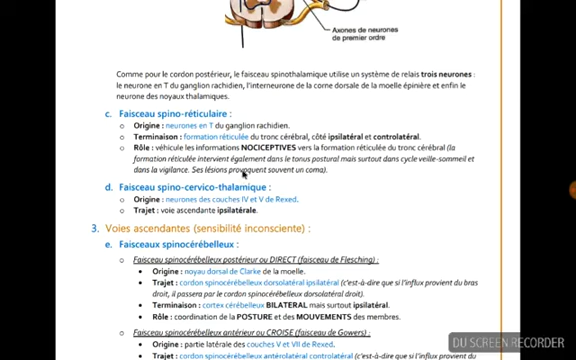 Axones de neurones
de premier ordre
Comme pour le cordon postérieur, le faisceau spinothalamique utilise un système de relais trois neurones :
le neurone en T du ganglion rachidien, l'interneurone de la corne dorsale de la moelle épinière et enfin le
neurone des noyaux thalamiques.
c. Faisceau spino-réticulaire :
o Origine : neurones en T du ganglion rachidien.
o Terminaison : formation réticulée du tronc cérébral, côté ipsilatéral et controlatéral.
o Rôle : véhicule les informations NOCICEPTIVES vers la formation réticulée du tronc cérébral (la
formation réticulée intervient également dans le tonus postural mais surtout dans cycle veille-sommeil et
dans la vigilance. Ses lésions provoquent souvent un coma).
d. Faisceau spino-cervico-thalamique :
o Origine : neurones des couches IV et V de Rexed.
o Trajet : voie ascendante ipsilatérale.
3. Voies ascendantes (sensibilité inconsciente) :
e. Faisceaux spinocérébelleux :
o Faisceau spinocérébelleux postérieur ou DIRECT (faisceau de Flesching) :
• Origine : noyau dorsal de Clarke de la moelle.
• Trajet : cordon spinocérébelleux dorsolatéral ipsilatéral (c'est-à-dire que si l'influx provient du bras
droit, il passera par le cordon spinocérébelleux dorsolatéral droit).
• Terminaison : cortex cérébelleux BILATERAL mais surtout ipsilatéral.
• Rôle : coordination de la POSTURE et des MOUVEMENTS des membres.
o Faisceau spinocérébelleux antérieur ou CROISE (faisceau de Gowers) :
• Origine : partie latérale des couches V et VII de Rexed.
• Trajet : cordon spinocérébelleux antérolatéral controlatéral (c'est-à-dire que si l'influx provient du
DU SCREEN RECORDER